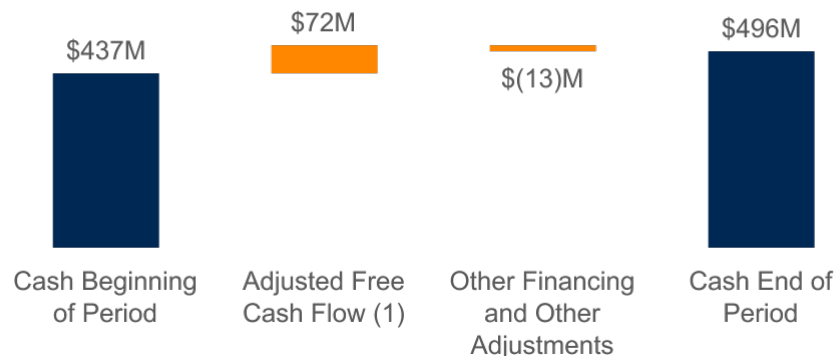 $437M
$72M
$(13)M
$496M
Cash Beginning
of Period
Adjusted Free
Cash Flow (1)
Other Financing
and Other
Adjustments
Cash End of
Period